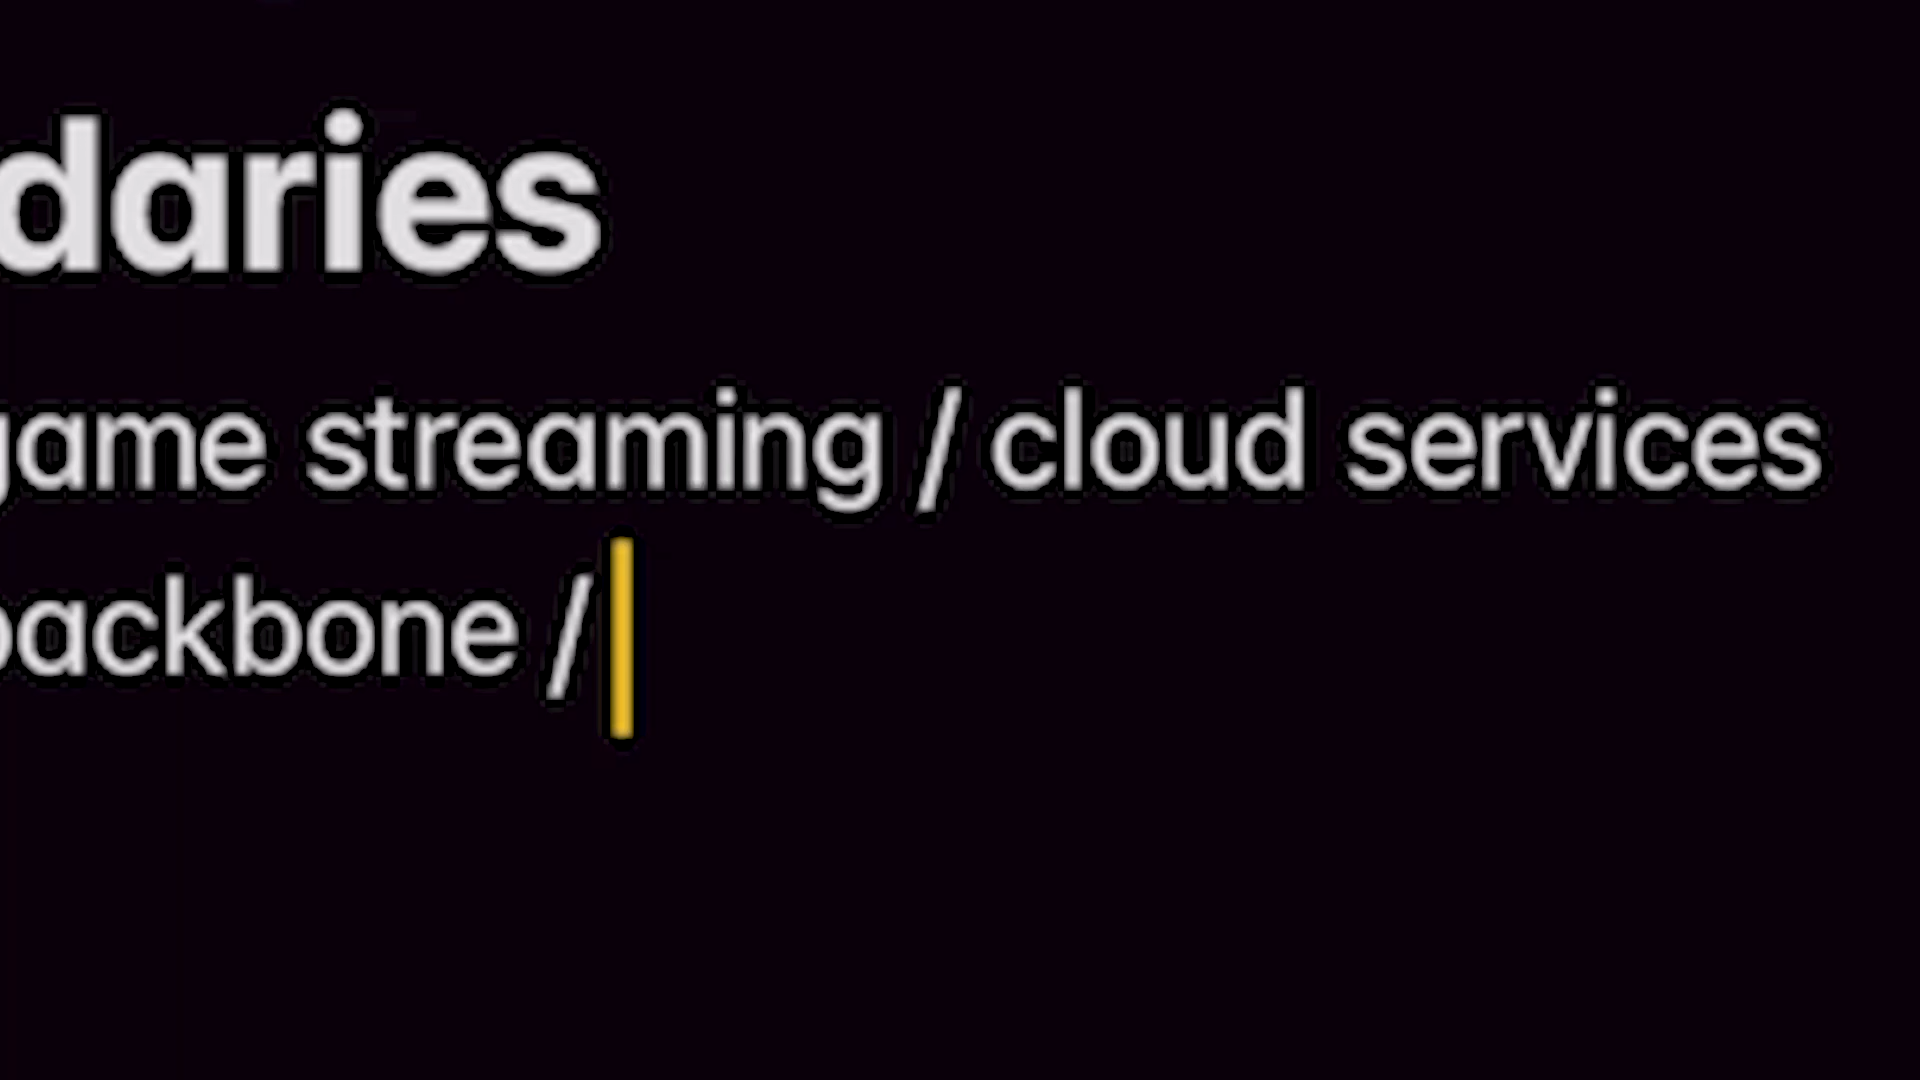 daries
game streaming / cloud services
backbone /